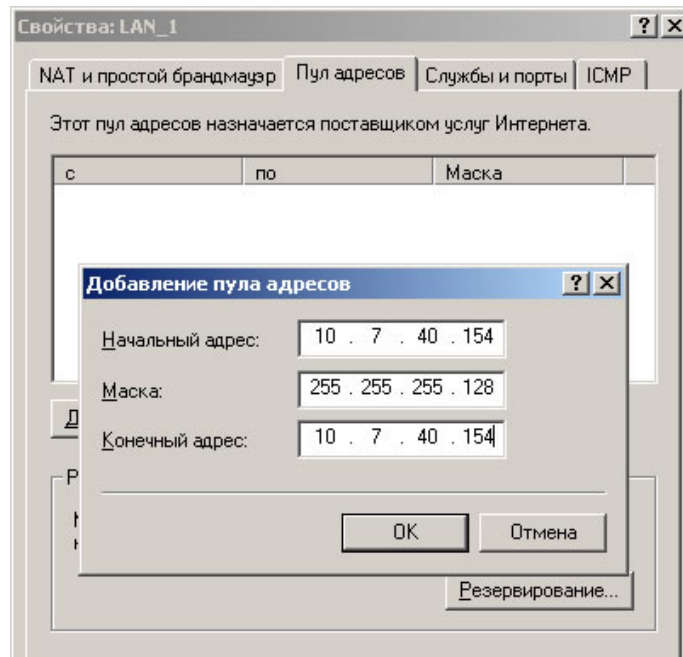 Свойства: LAN_1
NAT и простой брандмауэр Пул адресов Службы и порты ICMP
Этот пул адресов назначается поставщиком услуг Интернета.
с по Маска
Добавление пула адресов
Начальный адрес: 10 . 7 . 40 . 154
Маска: 255 . 255 . 255 . 128
Конечный адрес: 10 . 7 . 40 . 154
OK Отмена
Резервирование...